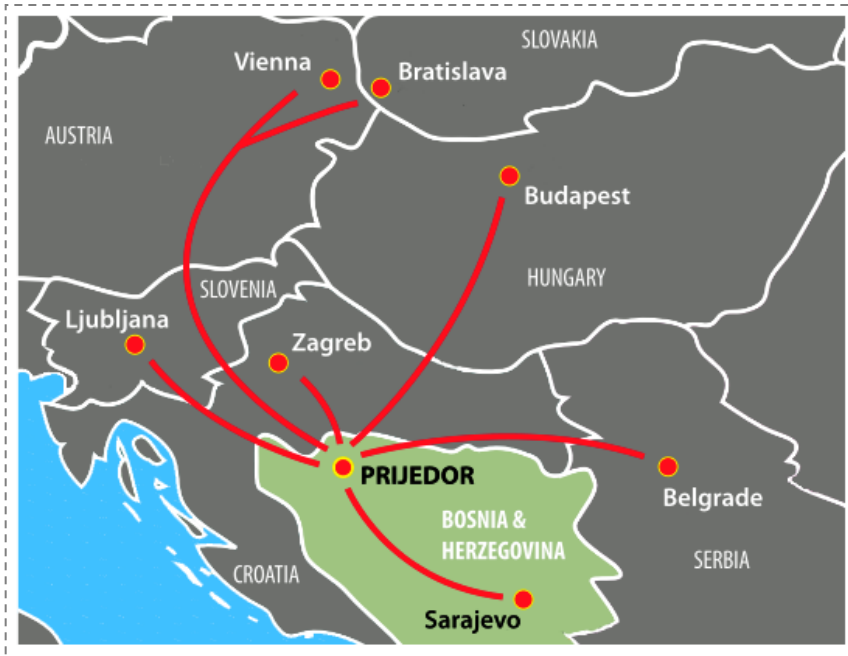 SLOVAKIA
Vienna
Bratislava
AUSTRIA
Budapest
HUNGARY
SLOVENIA
Ljubljana
Zagreb
PRIJEDOR
Belgrade
BOSNIA &
HERZEGOVINA
SERBIA
CROATIA
Sarajevo